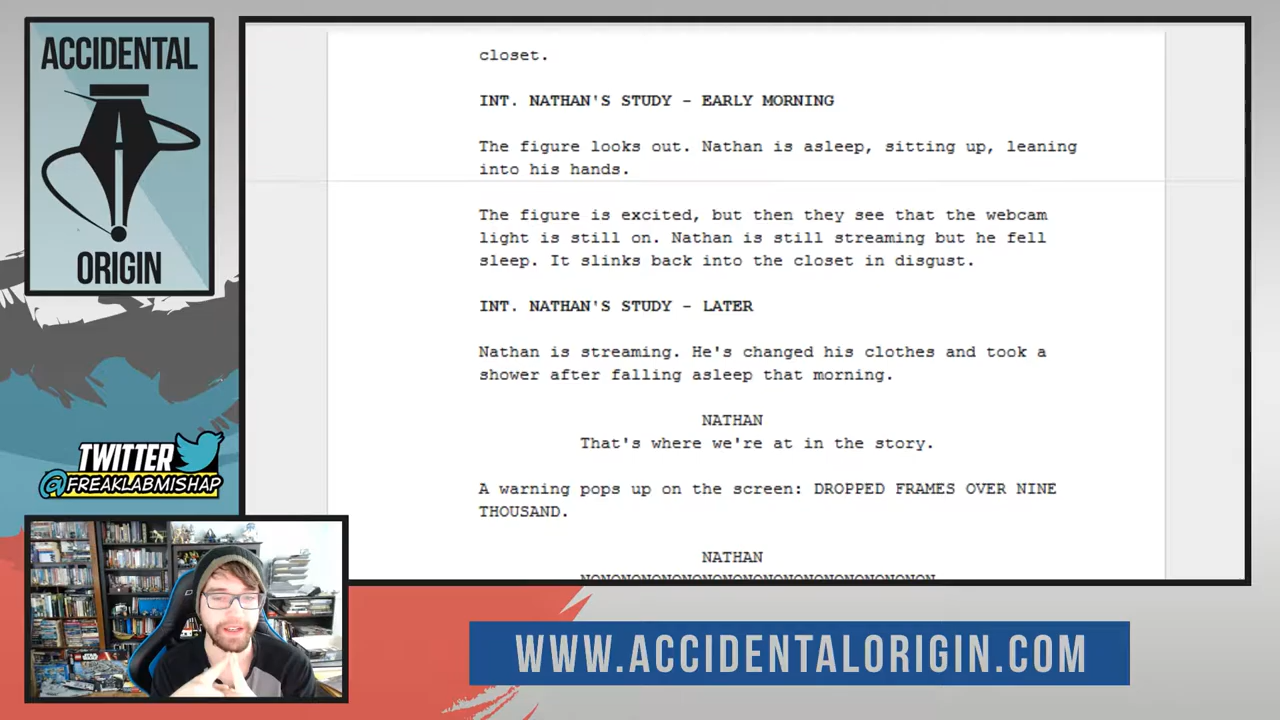 ACCIDENTAL
ORIGIN
closet.
INT. NATHAN'S STUDY - EARLY MORNING
The figure looks out. Nathan is asleep, sitting up, leaning
into his hands.
The figure is excited, but then they see that the webcam
light is still on. Nathan is still streaming but he fell
sleep. It slinks back into the closet in disgust.
INT. NATHAN'S STUDY - LATER
Nathan is streaming. He's changed his clothes and took a
shower after falling asleep that morning.
NATHAN
That's where we're at in the story.
A warning pops up on the screen: DROPPED FRAMES OVER NINE
THOUSAND.
NATHAN
TWITTER
@FREAKLABMISHAP
WWW.ACCIDENTALORIGIN.COM